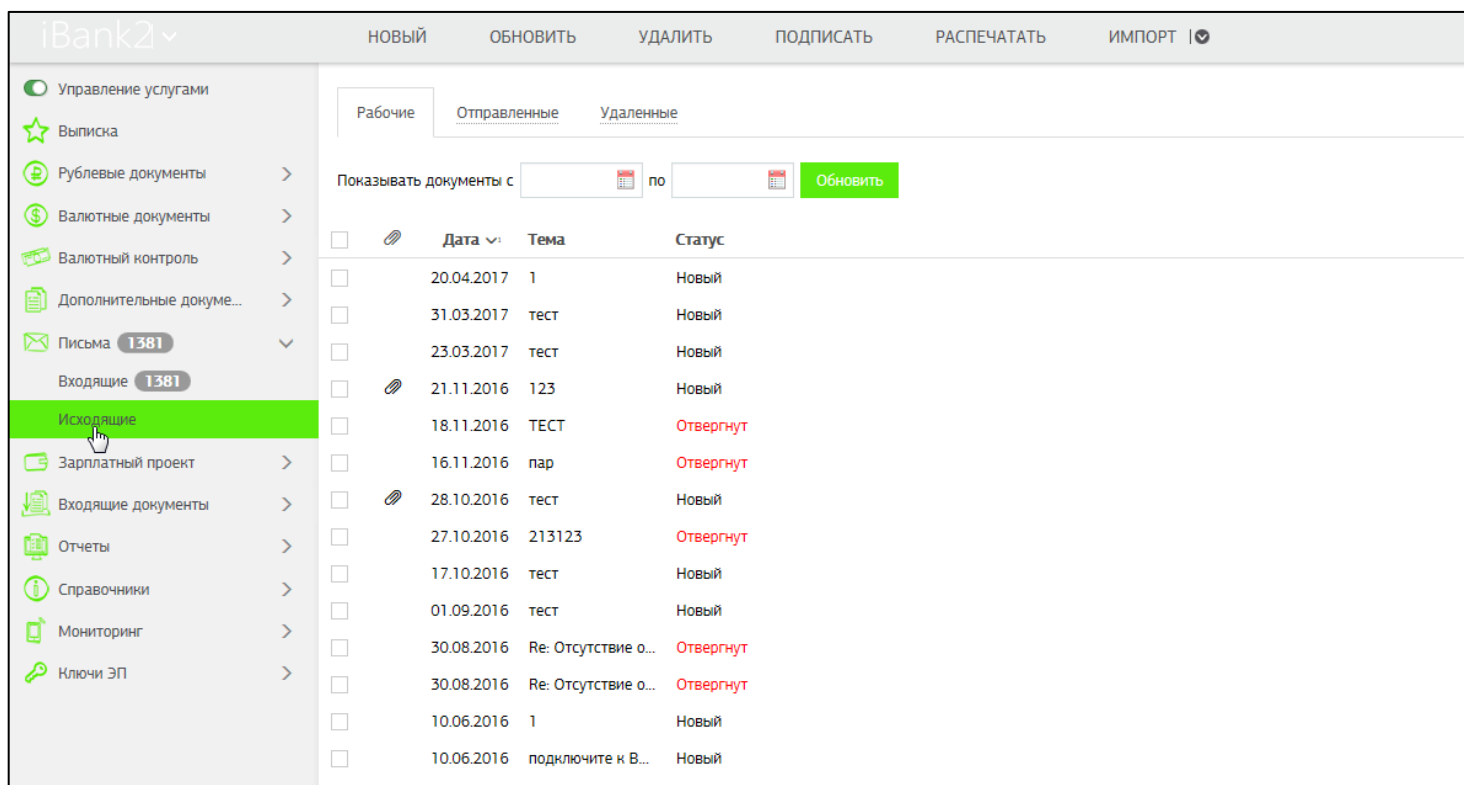 iBank2
НОВЫЙ ОБНОВИТЬ УДАЛИТЬ ПОДПИСАТЬ РАСПЕЧАТАТЬ ИМПОРТ
Управление услугами
Выписка
Рублевые документы
Валютные документы
Валютный контроль
Дополнительные докуме...
Письма 1381
Входящие 1381
Исходящие
Зарплатный проект
Входящие документы
Отчеты
Справочники
Мониторинг
Ключи ЭП
Рабочие Отправленные Удаленные
Показывать документы с по Обновить
Дата 1 Тема Статус
20.04.2017 1 Новый
31.03.2017 тест Новый
23.03.2017 тест Новый
21.11.2016 123 Новый
18.11.2016 ТЕСТ Отвергнут
16.11.2016 пар Отвергнут
28.10.2016 тест Новый
27.10.2016 213123 Отвергнут
17.10.2016 тест Новый
01.09.2016 тест Новый
30.08.2016 Re: Отсутствие о... Отвергнут
30.08.2016 Re: Отсутствие о... Отвергнут
10.06.2016 1 Новый
10.06.2016 подключите к В... Новый